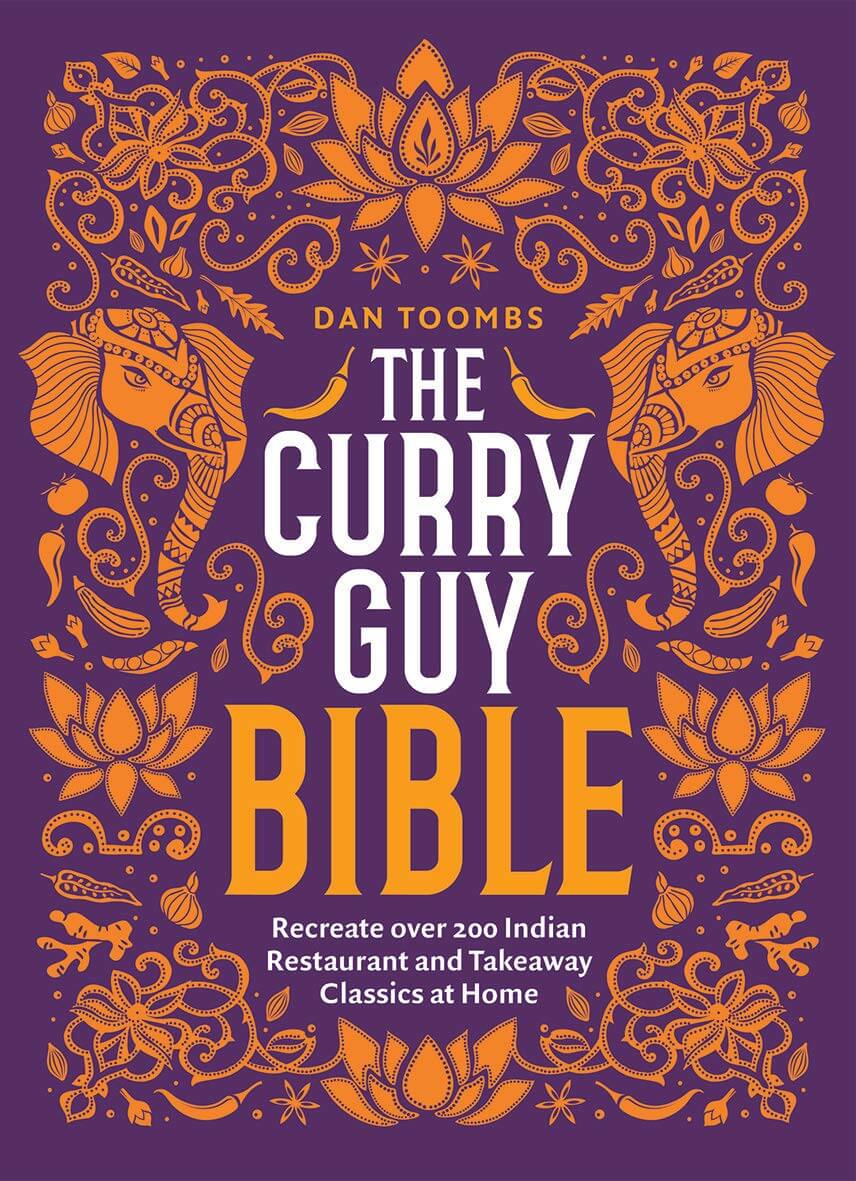 DAN TOOMBS
THE
CURRY
GUY
BIBLE
Recreate over 200 Indian
Restaurant and Takeaway
Classics at Home